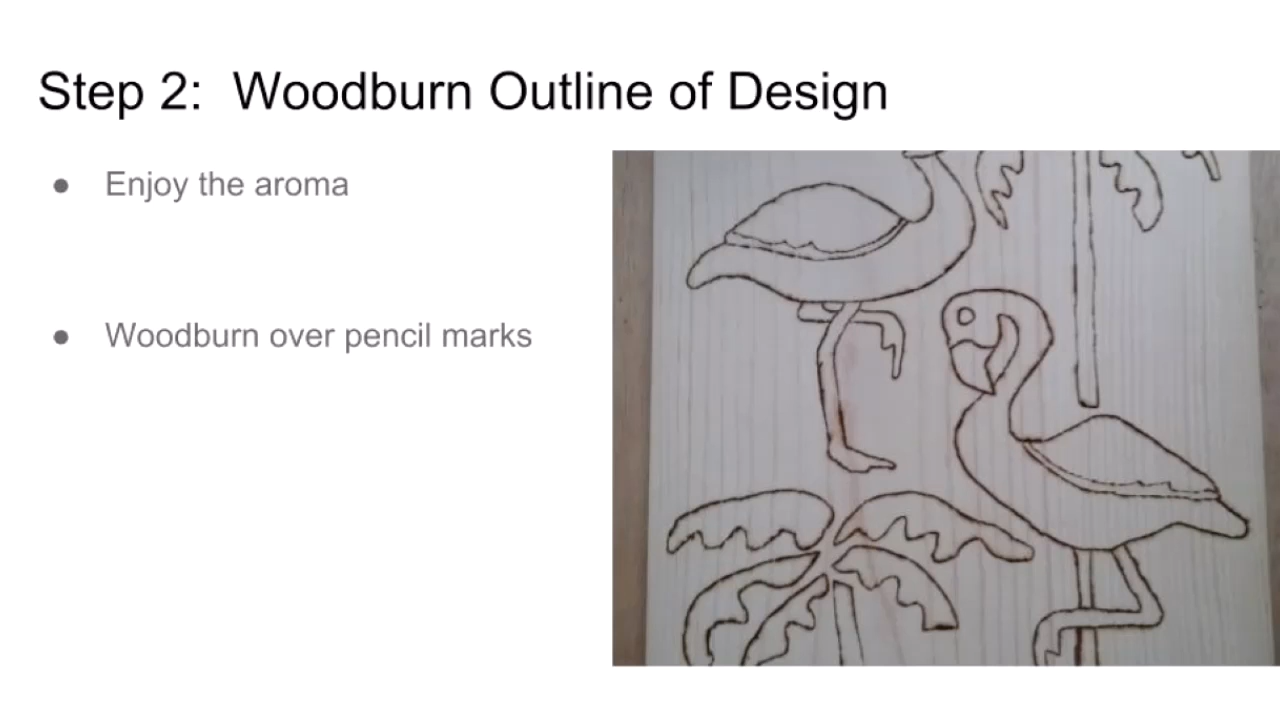 Step 2: Woodburn Outline of Design
● Enjoy the aroma
● Woodburn over pencil marks